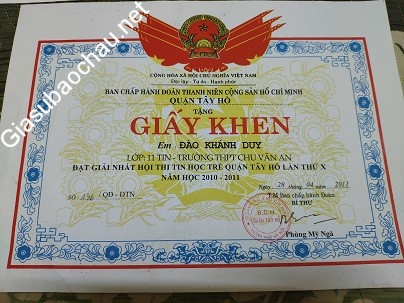 Giasubaochau.net
CỘNG HÒA XÃ HỘI CHỦ NGHĨA VIỆT NAM
Độc lập - Tự do - Hạnh phúc
BAN CHẤP HÀNH ĐOÀN THANH NIÊN CỘNG SẢN HỒ CHÍ MINH
QUẬN TÂY HỒ
TẶNG
GIẤY KHEN
Em ĐÀO KHÁNH DUY
LỚP: 11 TIN - TRƯỜNG THPT CHU VĂN AN
ĐẠT GIẢI NHẤT HỘI THI TIN HỌC TRẺ QUẬN TÂY HỒ LẦN THỨ X
NĂM HỌC 2010 - 2011
Ngày 28 tháng 04 năm 2011
SỐ /QĐ - ĐTN
T.M Ban chấp hành Đoàn
BÍ THƯ
B.C.H
Phùng Mỹ Ngà